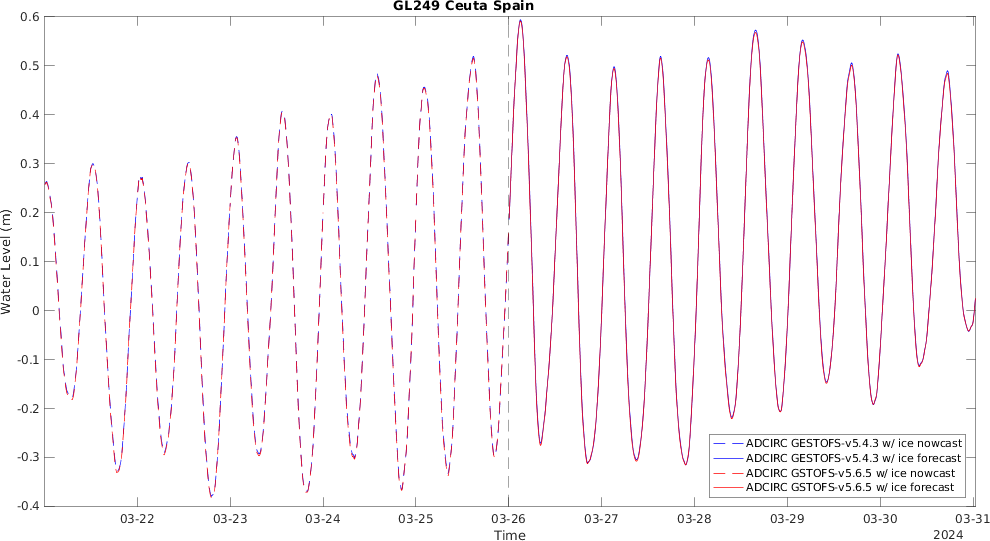 GL249 Ceuta Spain
0.6
0.5
0.4
0.3
0.2
0.1
0
-0.1
-0.2
-0.3
-0.4
Water Level (m)
ADCIRC GESTOFS-v5.4.3 w/ ice nowcast
ADCIRC GESTOFS-v5.4.3 w/ ice forecast
ADCIRC GSTOFS-v5.6.5 w/ ice nowcast
ADCIRC GSTOFS-v5.6.5 w/ ice forecast
03-22 03-23 03-24 03-25 03-26 03-27 03-28 03-29 03-30 03-31
Time
2024